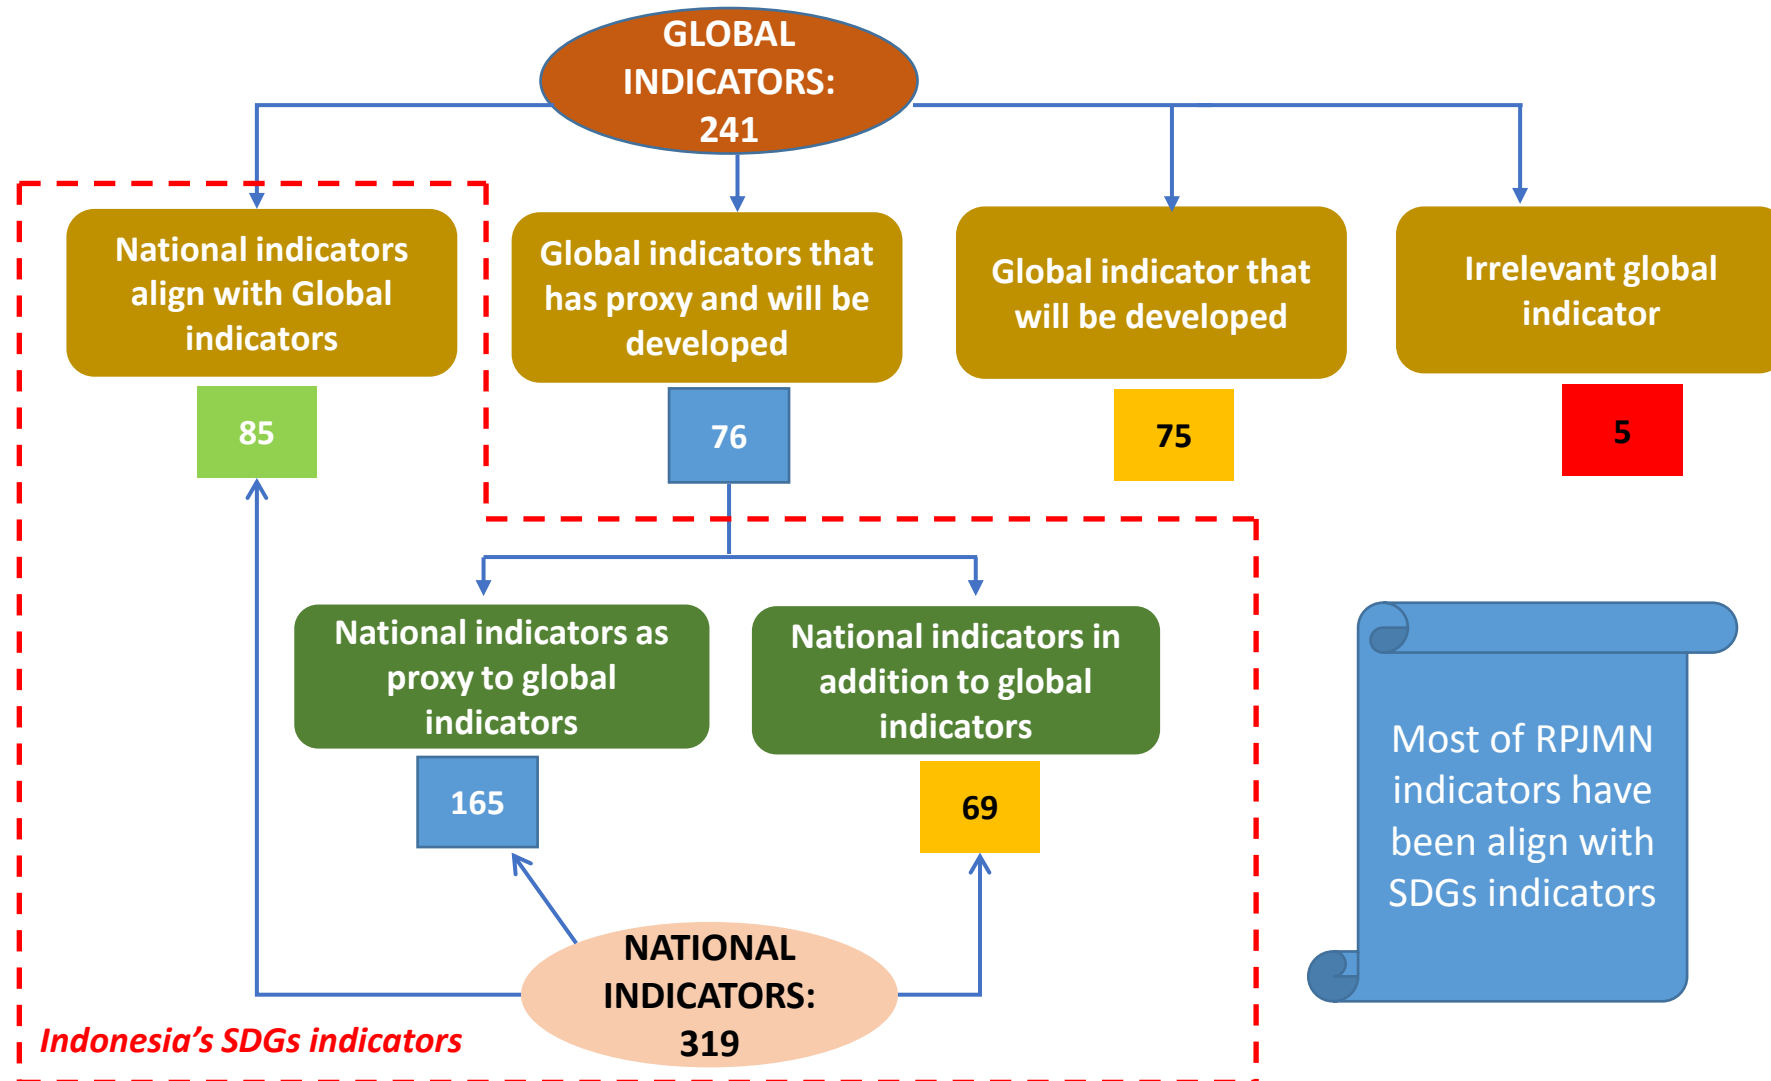 GLOBAL
INDICATORS:
241
National indicators
align with Global
indicators
Global indicators that
has proxy and will be
developed
Global indicator that
will be developed
Irrelevant global
indicator
85
76
75
5
National indicators as
proxy to global
indicators
National indicators in
addition to global
indicators
165
69
Most of RPJMN
indicators have
been align with
SDGs indicators
NATIONAL
INDICATORS:
319
Indonesia's SDGs indicators